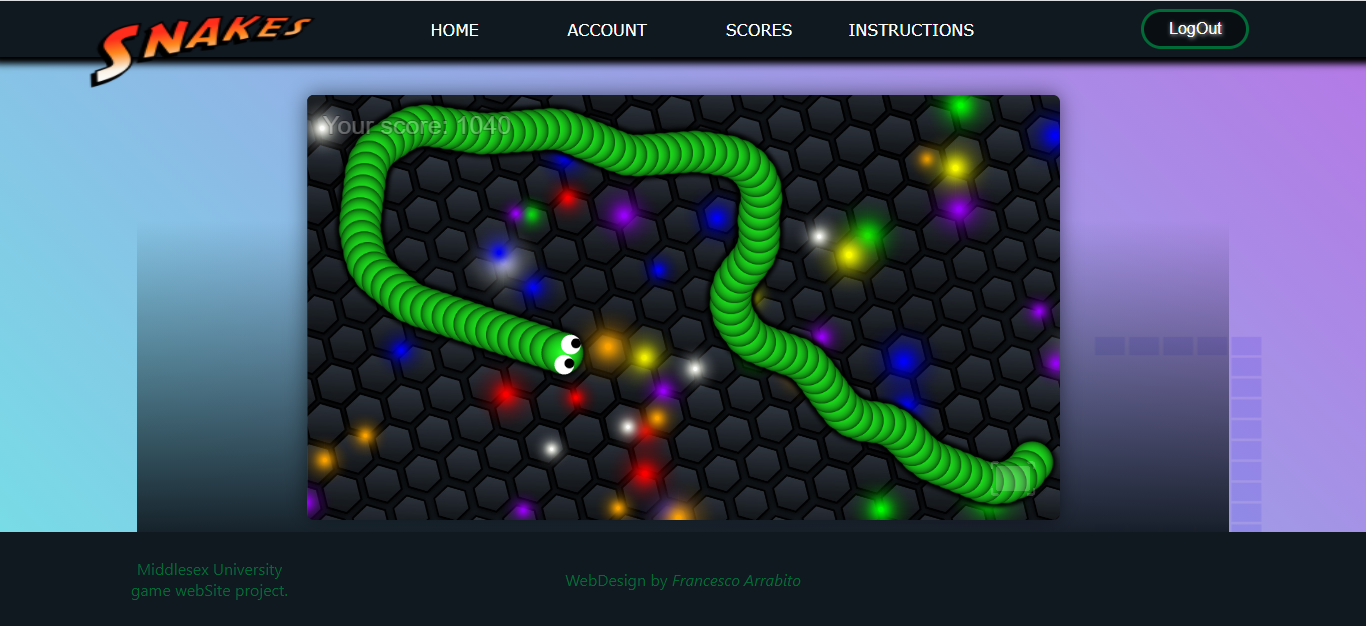 SNAKES
HOME
ACCOUNT
SCORES
INSTRUCTIONS
LogOut
Your score: 1040
Middlesex University
game webSite project.
WebDesign by Francesco Arrabito